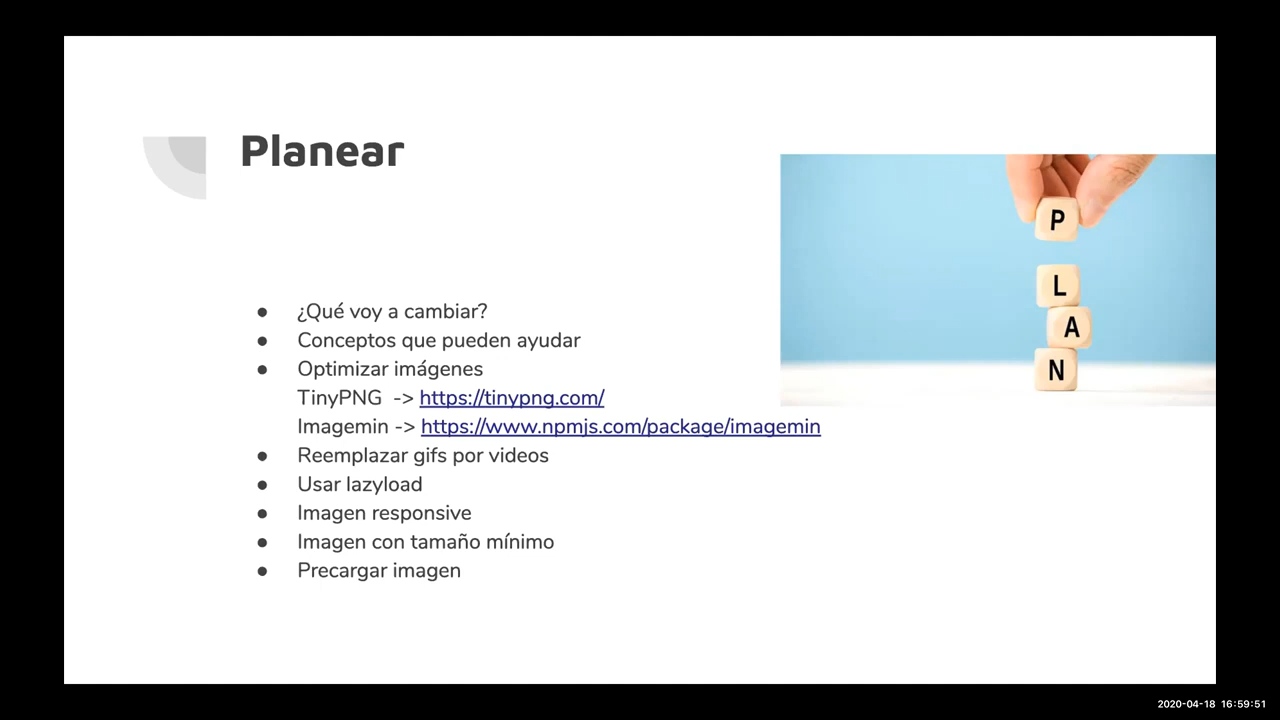 Planear
P
L
A
N
● ¿Qué voy a cambiar?
● Conceptos que pueden ayudar
● Optimizar imágenes
TinyPNG -> https://tinypng.com/
Imagemin -> https://www.npmjs.com/package/imagemin
● Reemplazar gifs por videos
● Usar lazyload
● Imagen responsive
● Imagen con tamaño mínimo
● Precargar imagen
2020-04-18 16:59:51